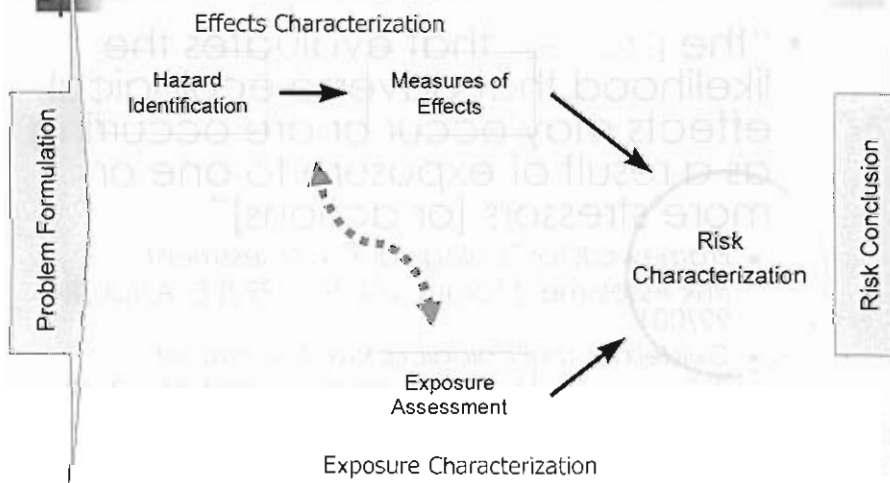 Effects Characterization
Hazard
Identification
Measures of
Effects
Problem Formulation
Risk
Characterization
Risk Conclusion
Exposure
Assessment
Exposure Characterization
"the that evaluates the
likelihood that adverse ecological
effects may occur or are occurring
as a result of exposure to one or
more stressors [or actions]"